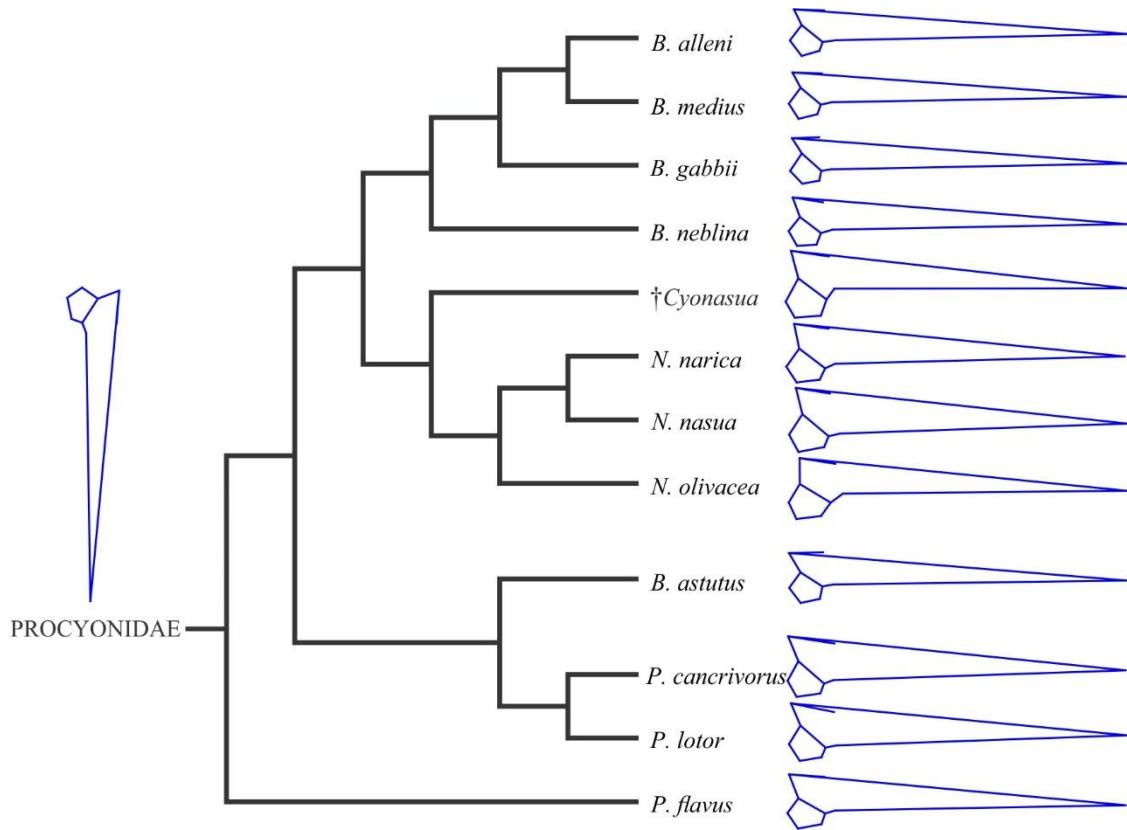 B. alleni
B. medius
B. gabbii
B. neblina
†Cyonasua
N. narica
N. nasua
N. olivacea
B. astutus
PROCYONIDAE
P. cancrivorus
P. lotor
P. flavus